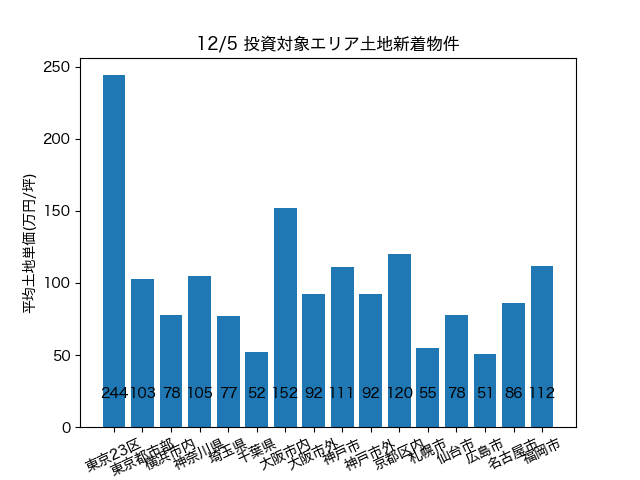 12/5 投資対象エリア土地新着物件
平均土地単価(万円/坪)
250
200
150
100
50
0
244 103 78 105 77 52 152 92 111 92 120 55 78 51 86 112
東京23区
東京都市部
横浜市内
神奈川県
埼玉県
千葉県
大阪市内
大阪市外
神戸市
神戸市外
京都区内
札幌市
仙台市
広島市
名古屋市
福岡市